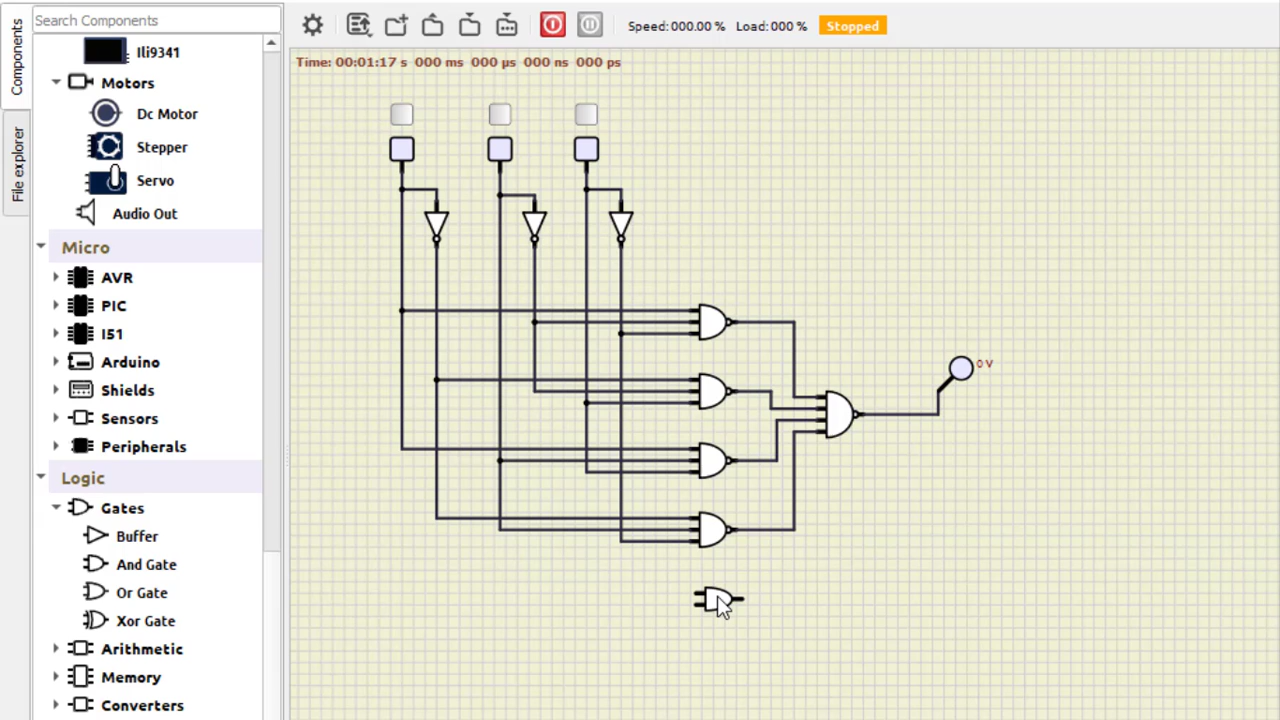 Components
File explorer
Search Components
Ili9341
Motors
Dc Motor
Stepper
Servo
Audio Out
Micro
AVR
PIC
I51
Arduino
Shields
Sensors
Peripherals
Logic
Gates
Buffer
And Gate
Or Gate
Xor Gate
Arithmetic
Memory
Converters
Speed:000.00 % Load:000 % Stopped
Time: 00:01:17 s 000 ms 000 µs 000 ns 000 ps
0 V